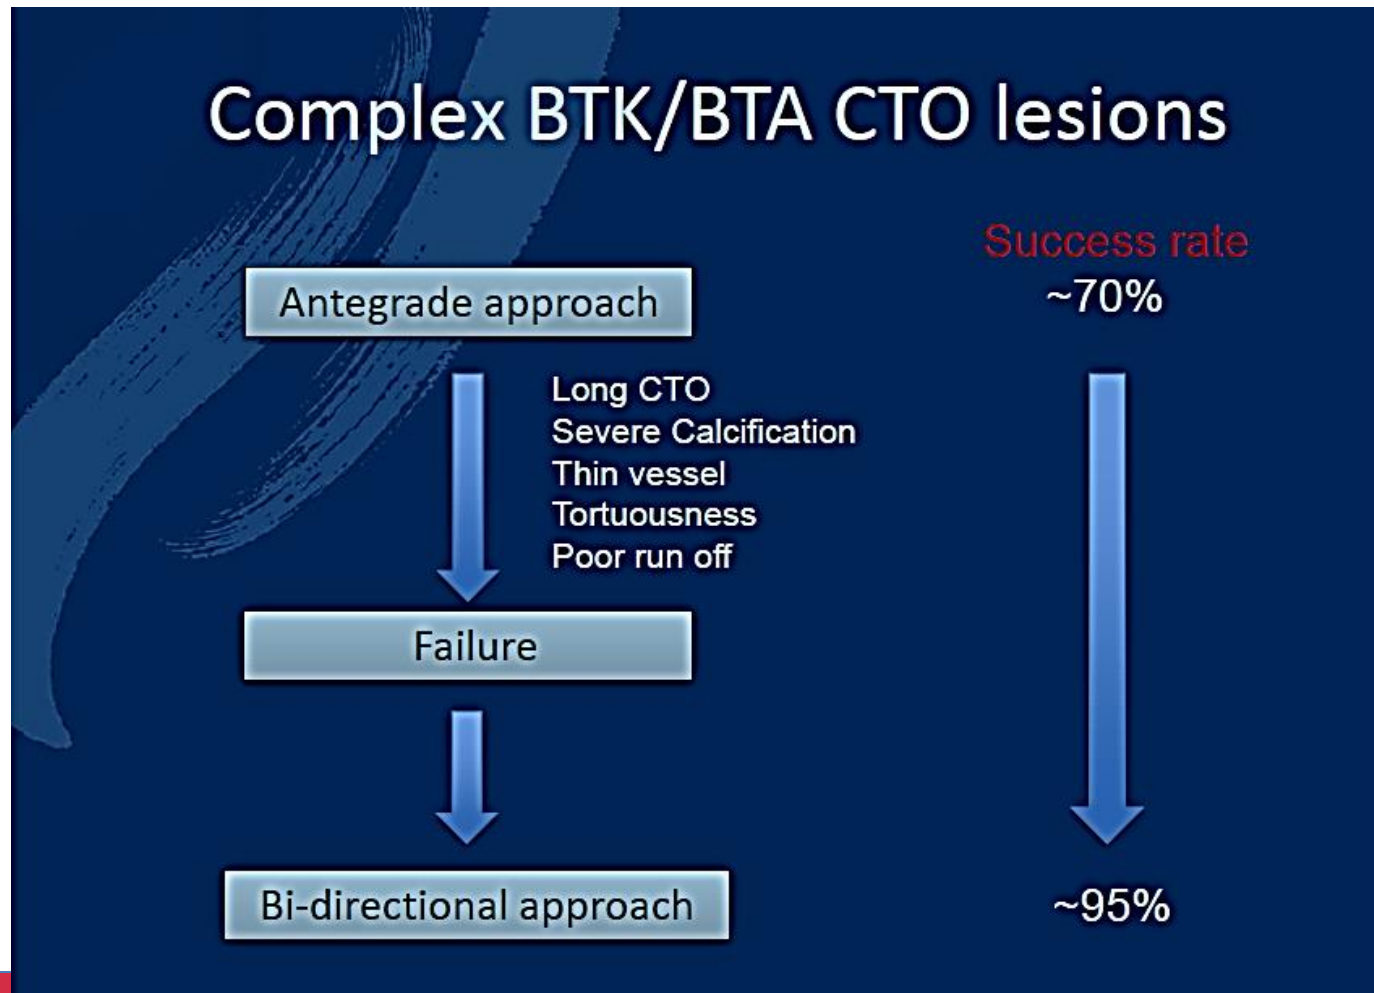 Complex BTK/BTA CTO lesions
Success rate
Antegrade approach
~70%
Long CTO
Severe Calcification
Thin vessel
Tortuousness
Poor run off
Failure
Bi-directional approach
~95%